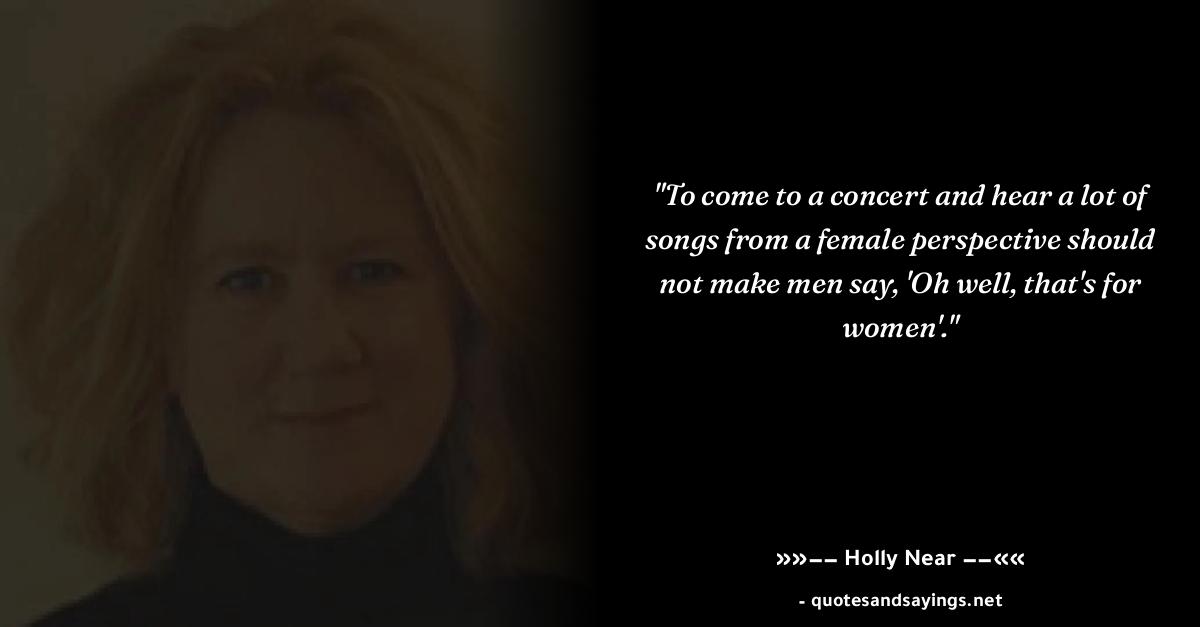 "To come to a concert and hear a lot of
songs from a female perspective should
not make men say, 'Oh well, that's for
women'."
»»−− Holly Near −−««
- quotesandsayings.net